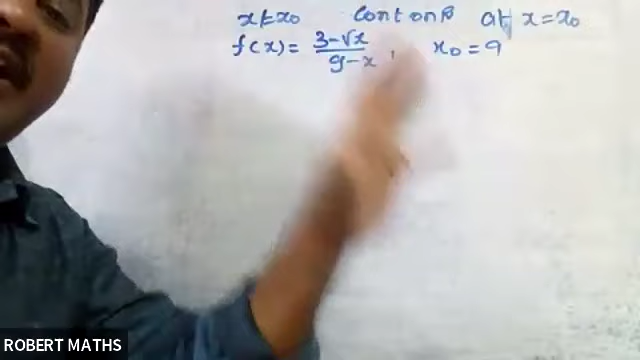 x≠x₀ cont on R at x=x₀
f(x) = (3-√x)/(9-x), x₀ = 9
ROBERT MATHS